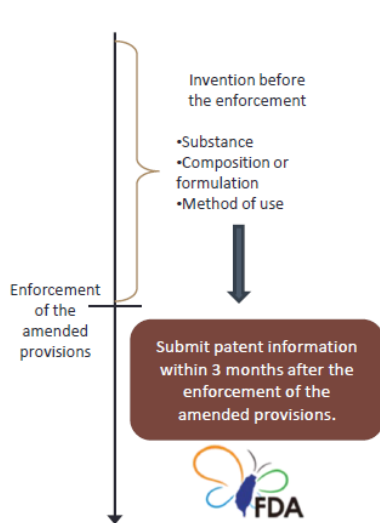 Invention before
the enforcement
•Substance
•Composition or
formulation
•Method of use
Enforcement
of the
amended
provisions
Submit patent information
within 3 months after the
enforcement of the
amended provisions.
FDA